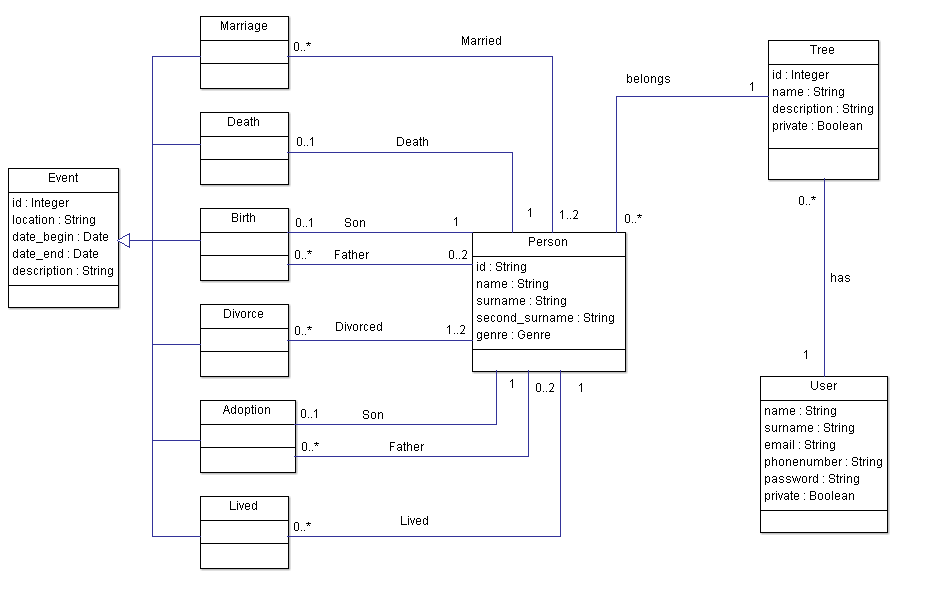 Marriage
0..*
Married
Tree
id : Integer
name : String
description : String
private : Boolean
belongs
1
Death
0..1
Death
Event
id : Integer
location : String
date_begin : Date
date_end : Date
description : String
Birth
0..1
Son
1
0..*
Father
0..2
1
1..2
0..*
Person
id : String
name : String
surname : String
second_surname : String
genre : Genre
0..*
has
1
Divorce
0..*
Divorced
1..2
User
name : String
surname : String
email : String
phonenumber : String
password : String
private : Boolean
1
0..2
1
Adoption
0..1
Son
0..*
Father
Lived
0..*
Lived